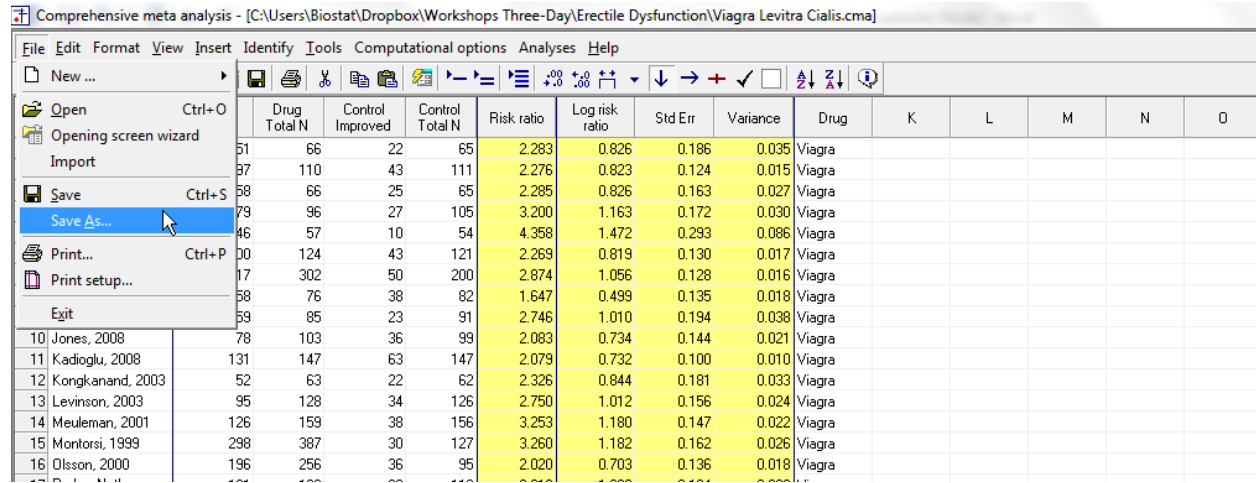 Comprehensive meta analysis - [C:\Users\Biostat\Dropbox\Workshops Three-Day\Erectile Dysfunction\Viagra Levitra Cialis.cma]
File Edit Format View Insert Identify Tools Computational options Analyses Help
New ...
Open Ctrl+O
Opening screen wizard
Import
Save Ctrl+S
Save As...
Print... Ctrl+P
Print setup...
Exit
Drug Total N Control Improved Control Total N Risk ratio Log risk ratio Std Err Variance Drug K L M N O
51 66 22 65 2.283 0.826 0.186 0.035 Viagra
97 110 43 111 2.276 0.823 0.124 0.015 Viagra
58 66 25 65 2.285 0.826 0.163 0.027 Viagra
79 96 27 105 3.200 1.163 0.172 0.030 Viagra
46 57 10 54 4.358 1.472 0.293 0.086 Viagra
00 124 43 121 2.269 0.819 0.130 0.017 Viagra
17 302 50 200 2.874 1.056 0.128 0.016 Viagra
58 76 38 82 1.647 0.499 0.135 0.018 Viagra
59 85 23 91 2.746 1.010 0.194 0.038 Viagra
10 Jones, 2008 78 103 36 99 2.083 0.734 0.144 0.021 Viagra
11 Kadioglu, 2008 131 147 63 147 2.079 0.732 0.100 0.010 Viagra
12 Kongkanand, 2003 52 63 22 62 2.326 0.844 0.181 0.033 Viagra
13 Levinson, 2003 95 128 34 126 2.750 1.012 0.156 0.024 Viagra
14 Meuleman, 2001 126 159 38 156 3.253 1.180 0.147 0.022 Viagra
15 Montorsi, 1999 298 387 30 127 3.260 1.182 0.162 0.026 Viagra
16 Olsson, 2000 196 256 36 95 2.020 0.703 0.136 0.018 Viagra